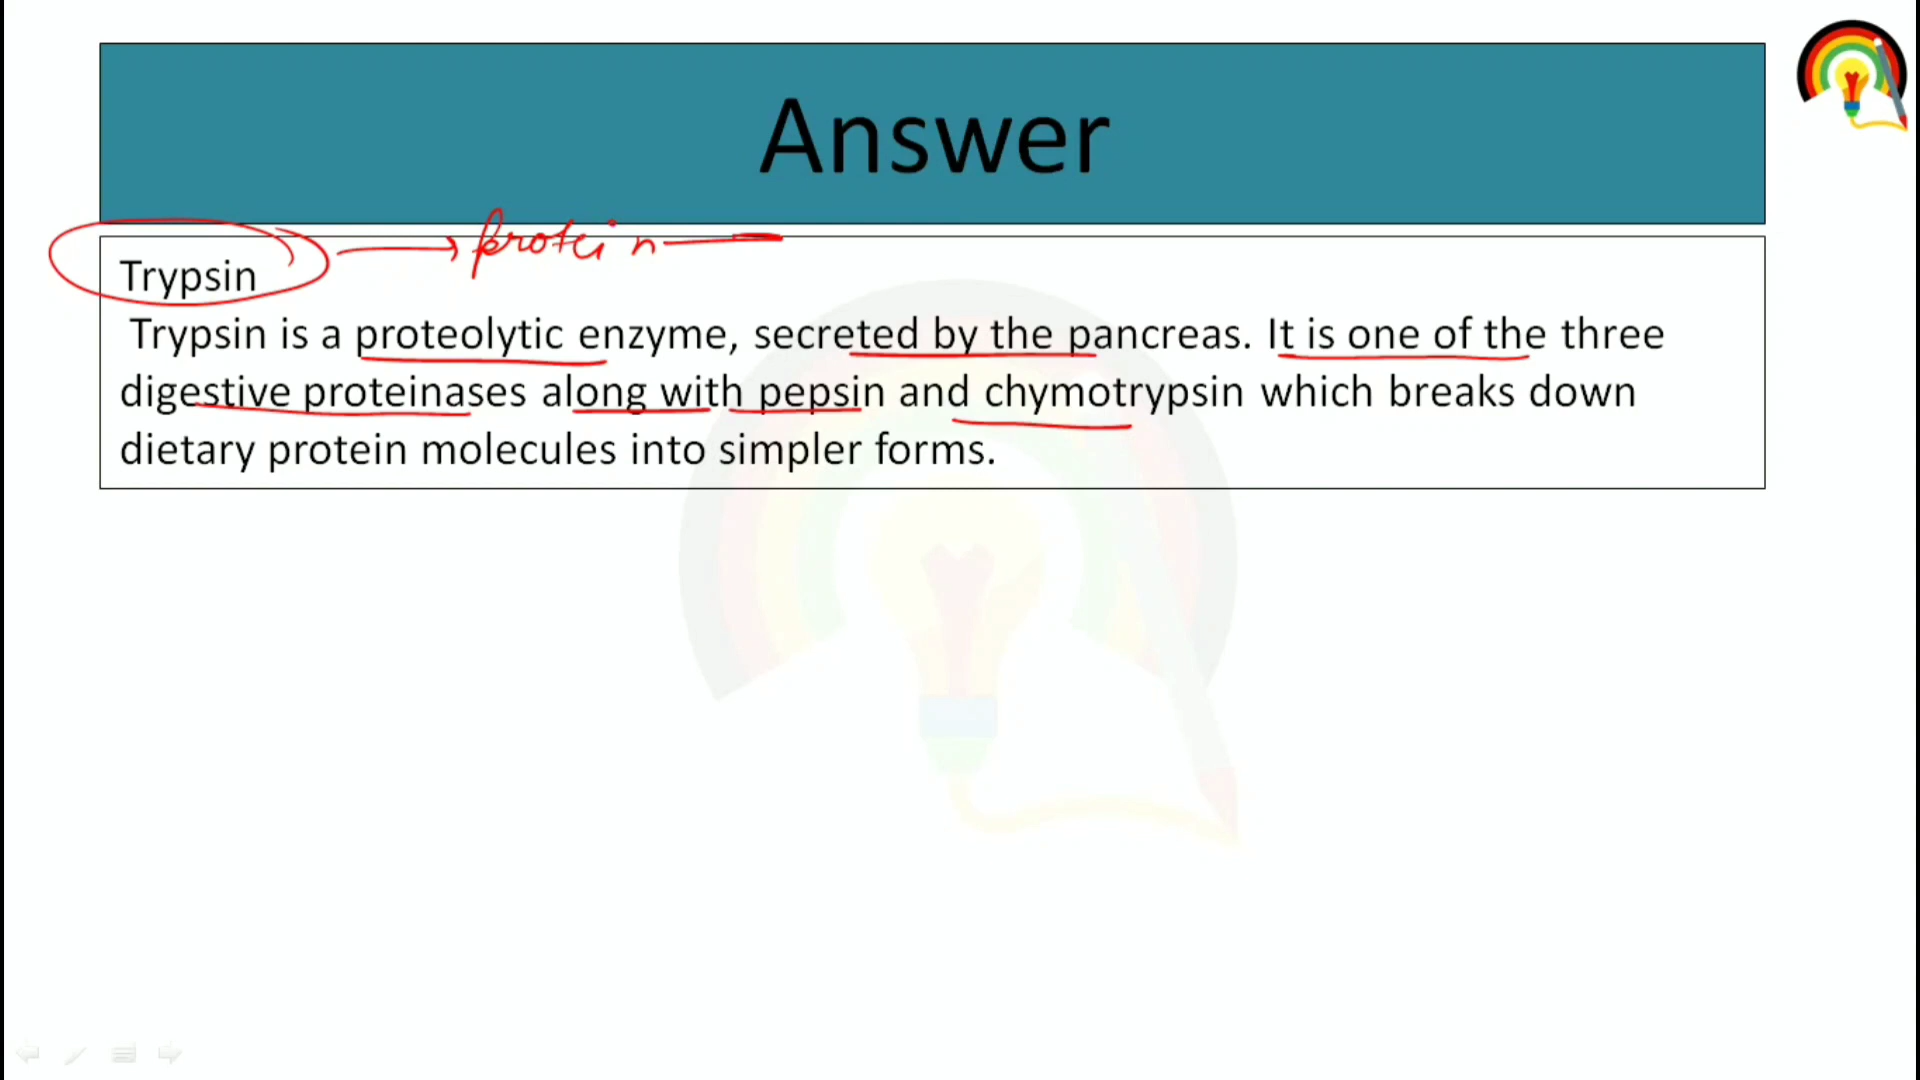 Answer
protein
Trypsin
Trypsin is a proteolytic enzyme, secreted by the pancreas. It is one of the three
digestive proteinases along with pepsin and chymotrypsin which breaks down
dietary protein molecules into simpler forms.